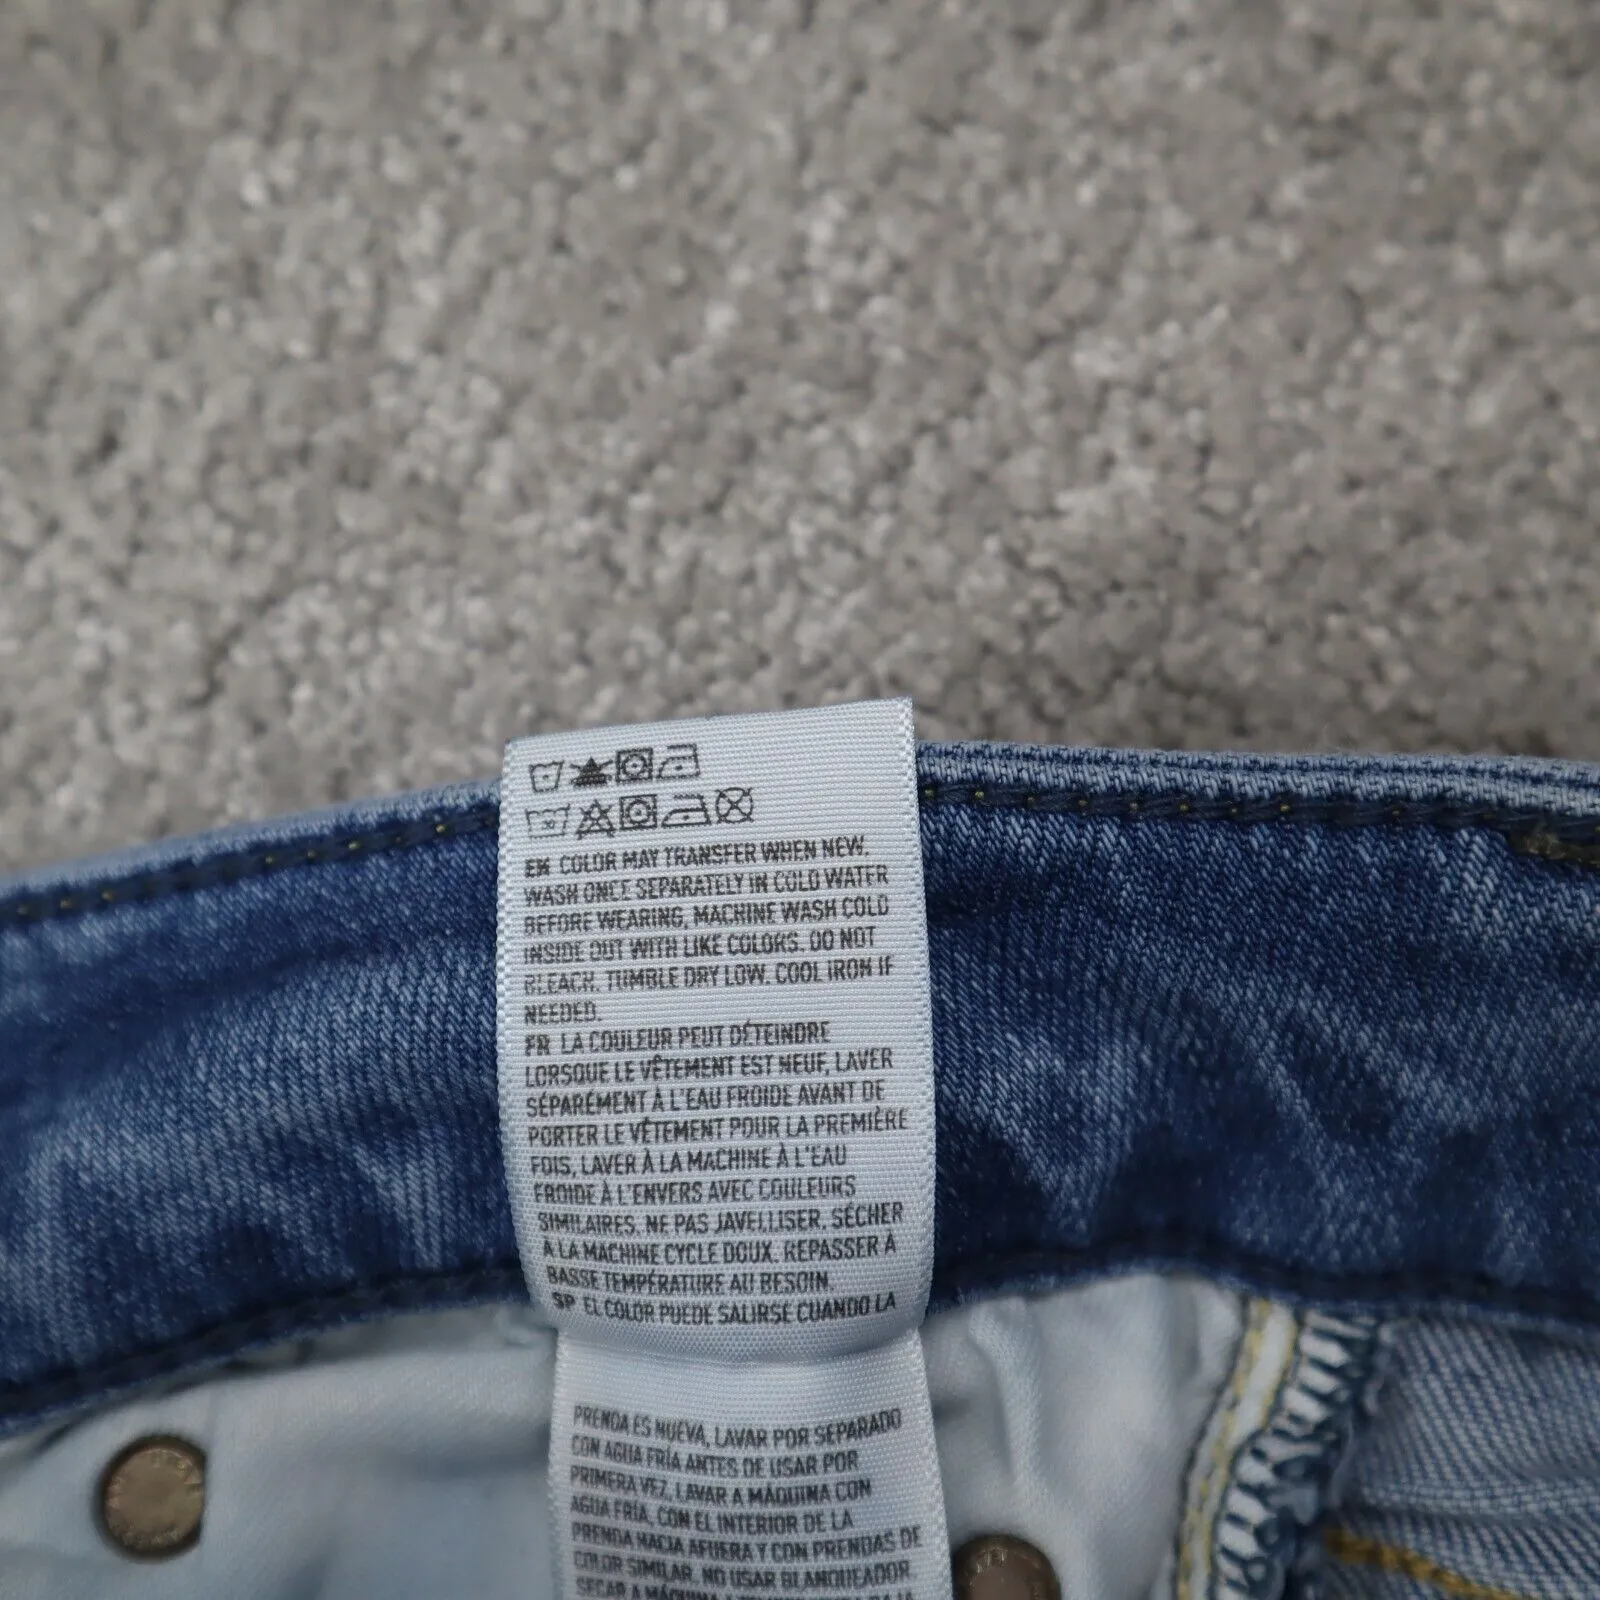 EN COLOR MAY TRANSFER WHEN NEW,
WASH ONCE SEPARATELY IN COLD WATER
BEFORE WEARING, MACHINE WASH COLD
INSIDE OUT WITH LIKE COLORS. DO NOT
BLEACH. TUMBLE DRY LOW. COOL IRON IF
NEEDED.
FR LA COULEUR PEUT DÉTEINDRE
LORSQUE LE VÊTEMENT EST NEUF, LAVER
SÉPARÉMENT À L'EAU FROIDE AVANT DE
PORTER LE VÊTEMENT POUR LA PREMIÈRE
FOIS, LAVER À LA MACHINE À L'EAU
FROIDE À L'ENVERS AVEC COULEURS
SIMILAIRES. NE PAS JAVELLISER, SÉCHER
À LA MACHINE CYCLE DOUX. REPASSER À
BASSE TEMPÉRATURE AU BESOIN.
SP EL COLOR PUEDE SALIRSE CUANDO LA
PRENDA ES NUEVA, LAVAR POR SEPARADO
CON AGUA FRÍA ANTES DE USAR POR
PRIMERA VEZ, LAVAR A MÁQUINA CON
AGUA FRÍA, CON EL INTERIOR DE LA
PRENDA HACIA AFUERA Y CON PRENDAS DE
COLOR SIMILAR. NO USAR BLANQUEADOR.
SECAR A MÁQUINA A